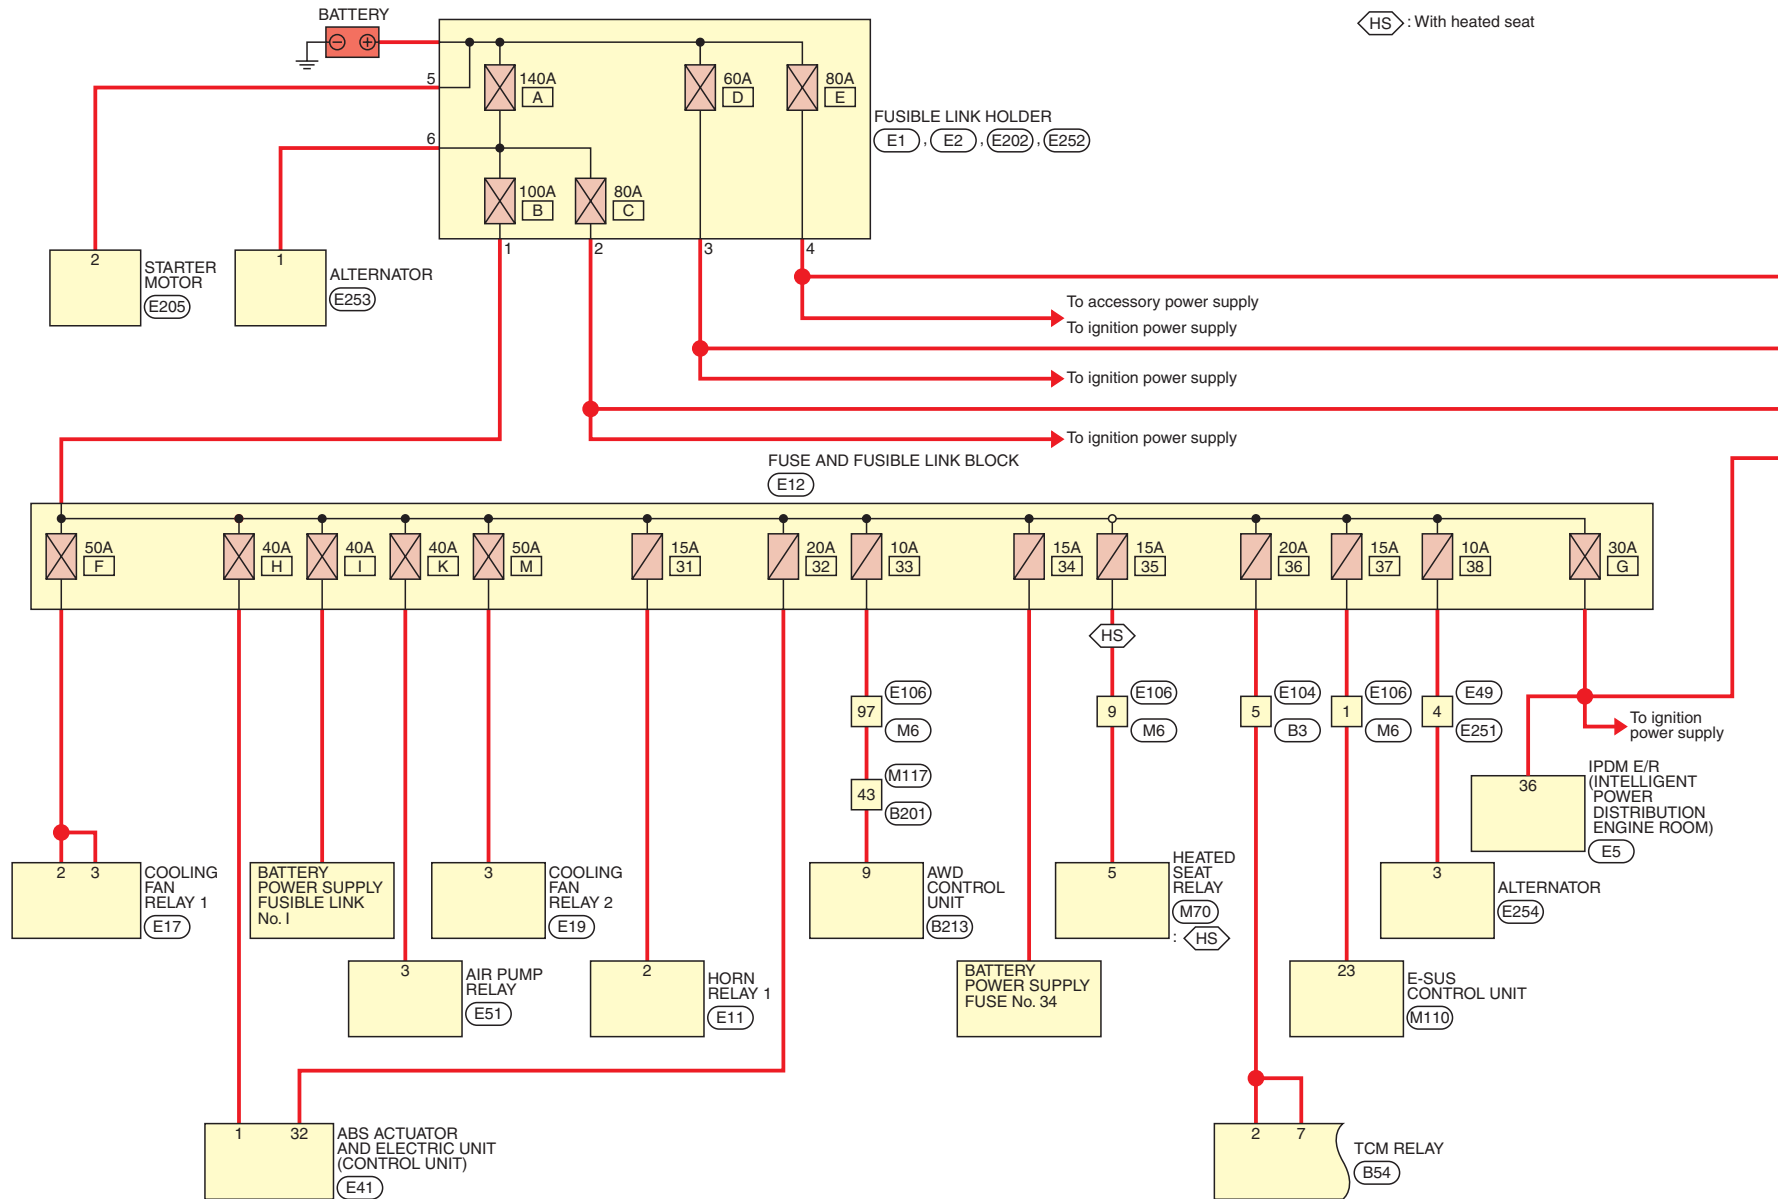 BATTERY
HS : With heated seat
5
140A
A
60A
D
80A
E
FUSIBLE LINK HOLDER
E1 , E2 , E202 , E252
6
100A
B
80A
C
1
2
3
4
2
STARTER
MOTOR
E205
1
ALTERNATOR
E253
To accessory power supply
To ignition power supply
To ignition power supply
To ignition power supply
FUSE AND FUSIBLE LINK BLOCK
E12
50A
F
40A
H
40A
I
40A
K
50A
M
15A
31
20A
32
10A
33
15A
34
15A
35
20A
36
15A
37
10A
38
30A
G
HS
97
E106
M6
9
E106
M6
5
E104
B3
1
E106
M6
4
E49
E251
To ignition
power supply
43
M117
B201
36
IPDM E/R
(INTELLIGENT
POWER
DISTRIBUTION
ENGINE ROOM)
E5
2 3
COOLING
FAN
RELAY 1
E17
BATTERY
POWER SUPPLY
FUSIBLE LINK
No. I
3
COOLING
FAN
RELAY 2
E19
9
AWD
CONTROL
UNIT
B213
5
HEATED
SEAT
RELAY
M70
: HS
3
ALTERNATOR
E254
3
AIR PUMP
RELAY
E51
2
HORN
RELAY 1
E11
BATTERY
POWER SUPPLY
FUSE No. 34
23
E-SUS
CONTROL UNIT
M110
1 32
ABS ACTUATOR
AND ELECTRIC UNIT
(CONTROL UNIT)
E41
2 7
TCM RELAY
B54